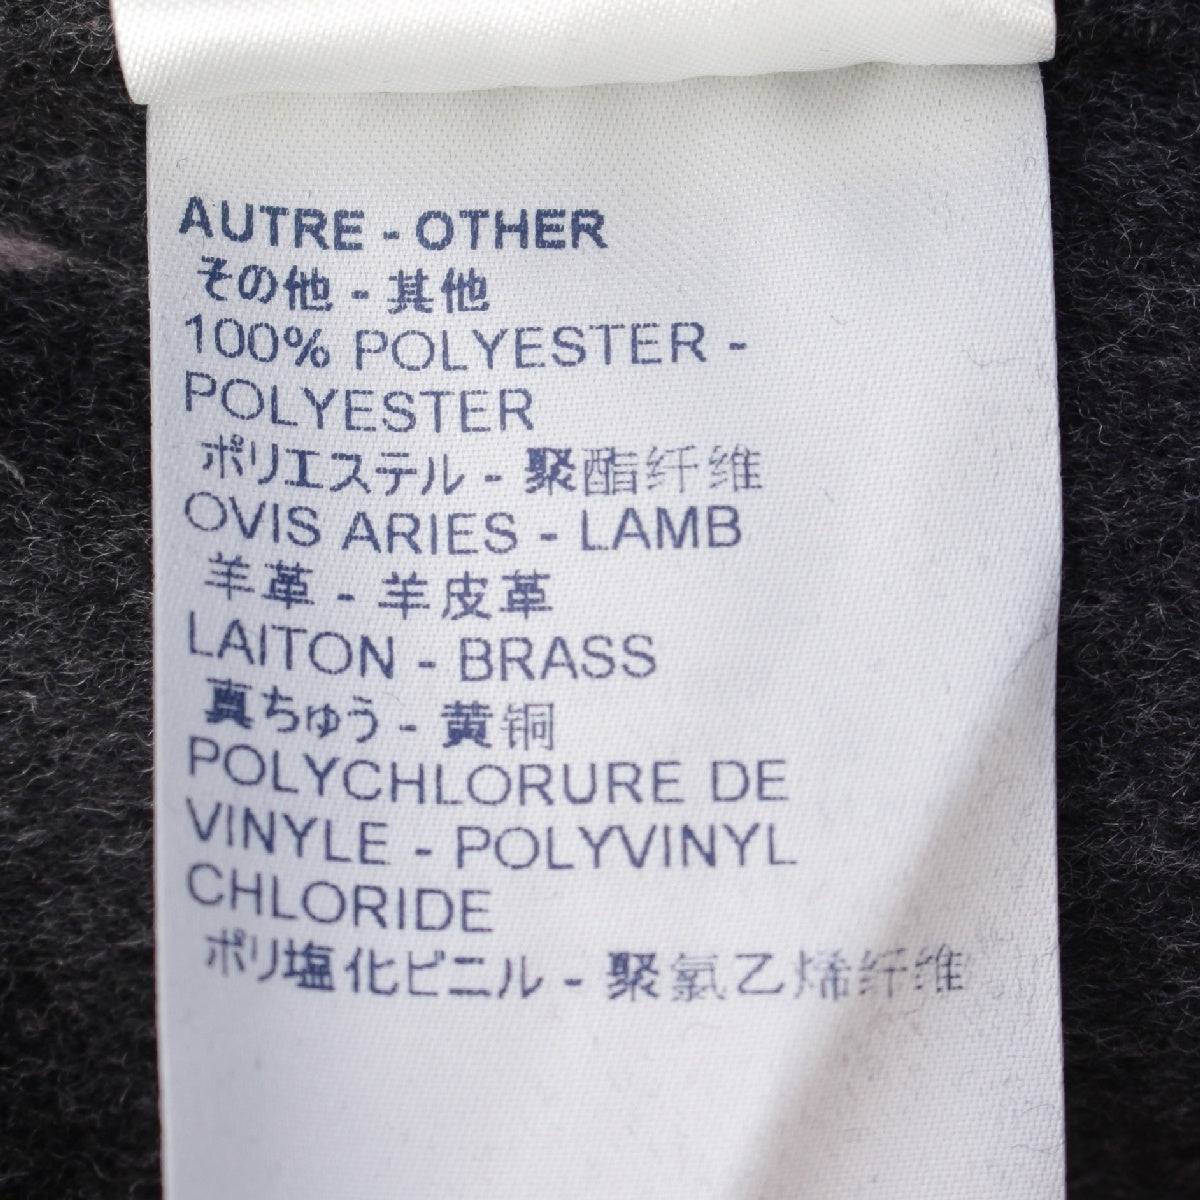 AUTRE - OTHER
その他 - 其他
100% POLYESTER -
POLYESTER
ポリエステル - 聚酯纤维
OVIS ARIES - LAMB
羊革 - 羊皮革
LAITON - BRASS
真ちゅう - 黄铜
POLYCHLORURE DE
VINYLE - POLYVINYL
CHLORIDE
ポリ塩化ビニル - 聚氯乙烯纤维